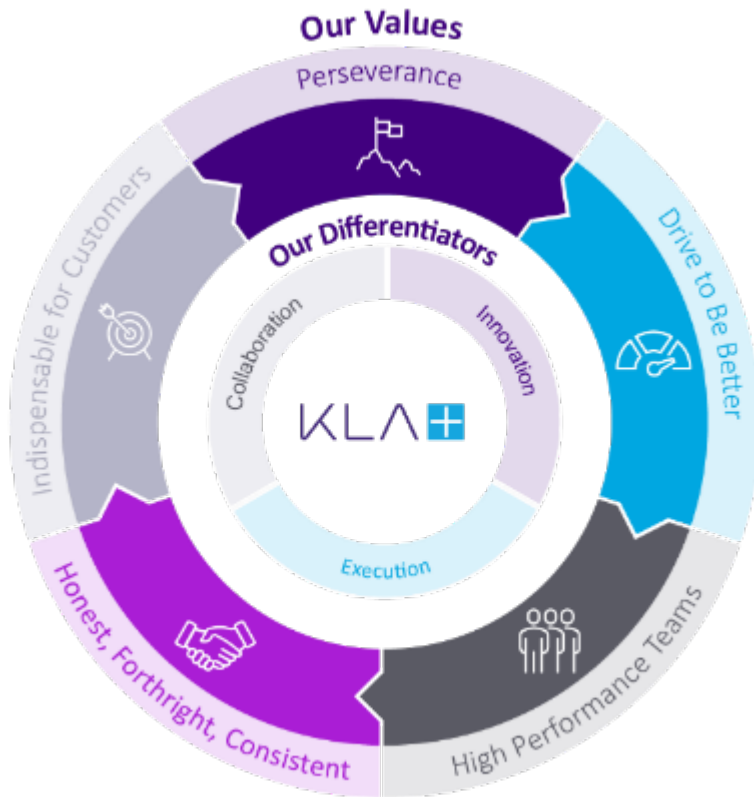 Our Values
Perseverance
Drive to Be Better
High Performance Teams
Honest, Forthright, Consistent
Indispensable for Customers
Our Differentiators
Innovation
Execution
Collaboration
KLA+